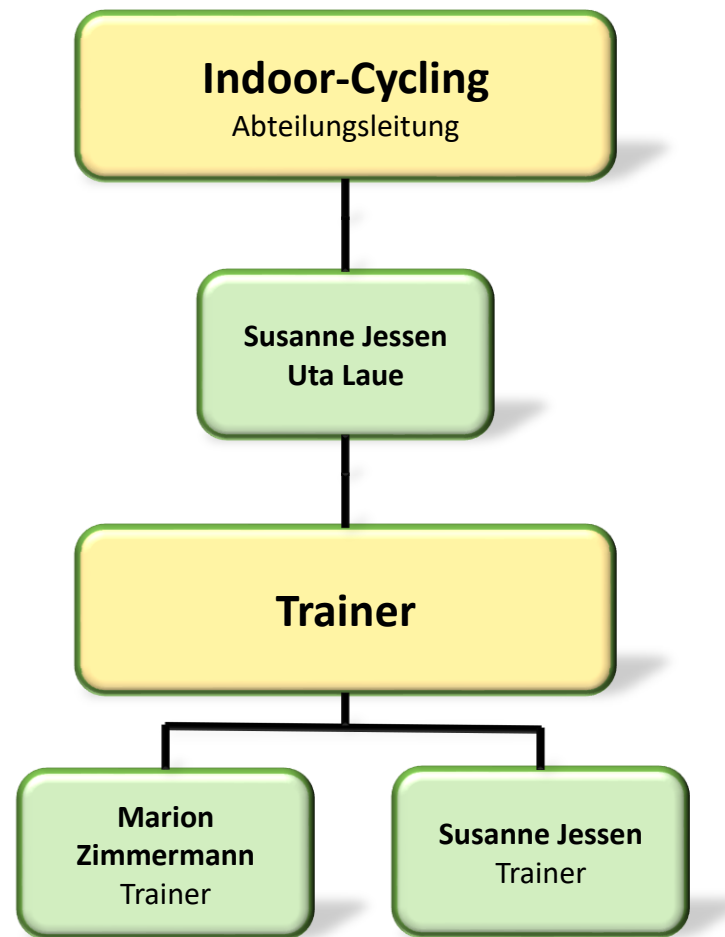 Indoor-Cycling
Abteilungsleitung
Susanne Jessen
Uta Laue
Trainer
Marion
Zimmermann
Trainer
Susanne Jessen
Trainer